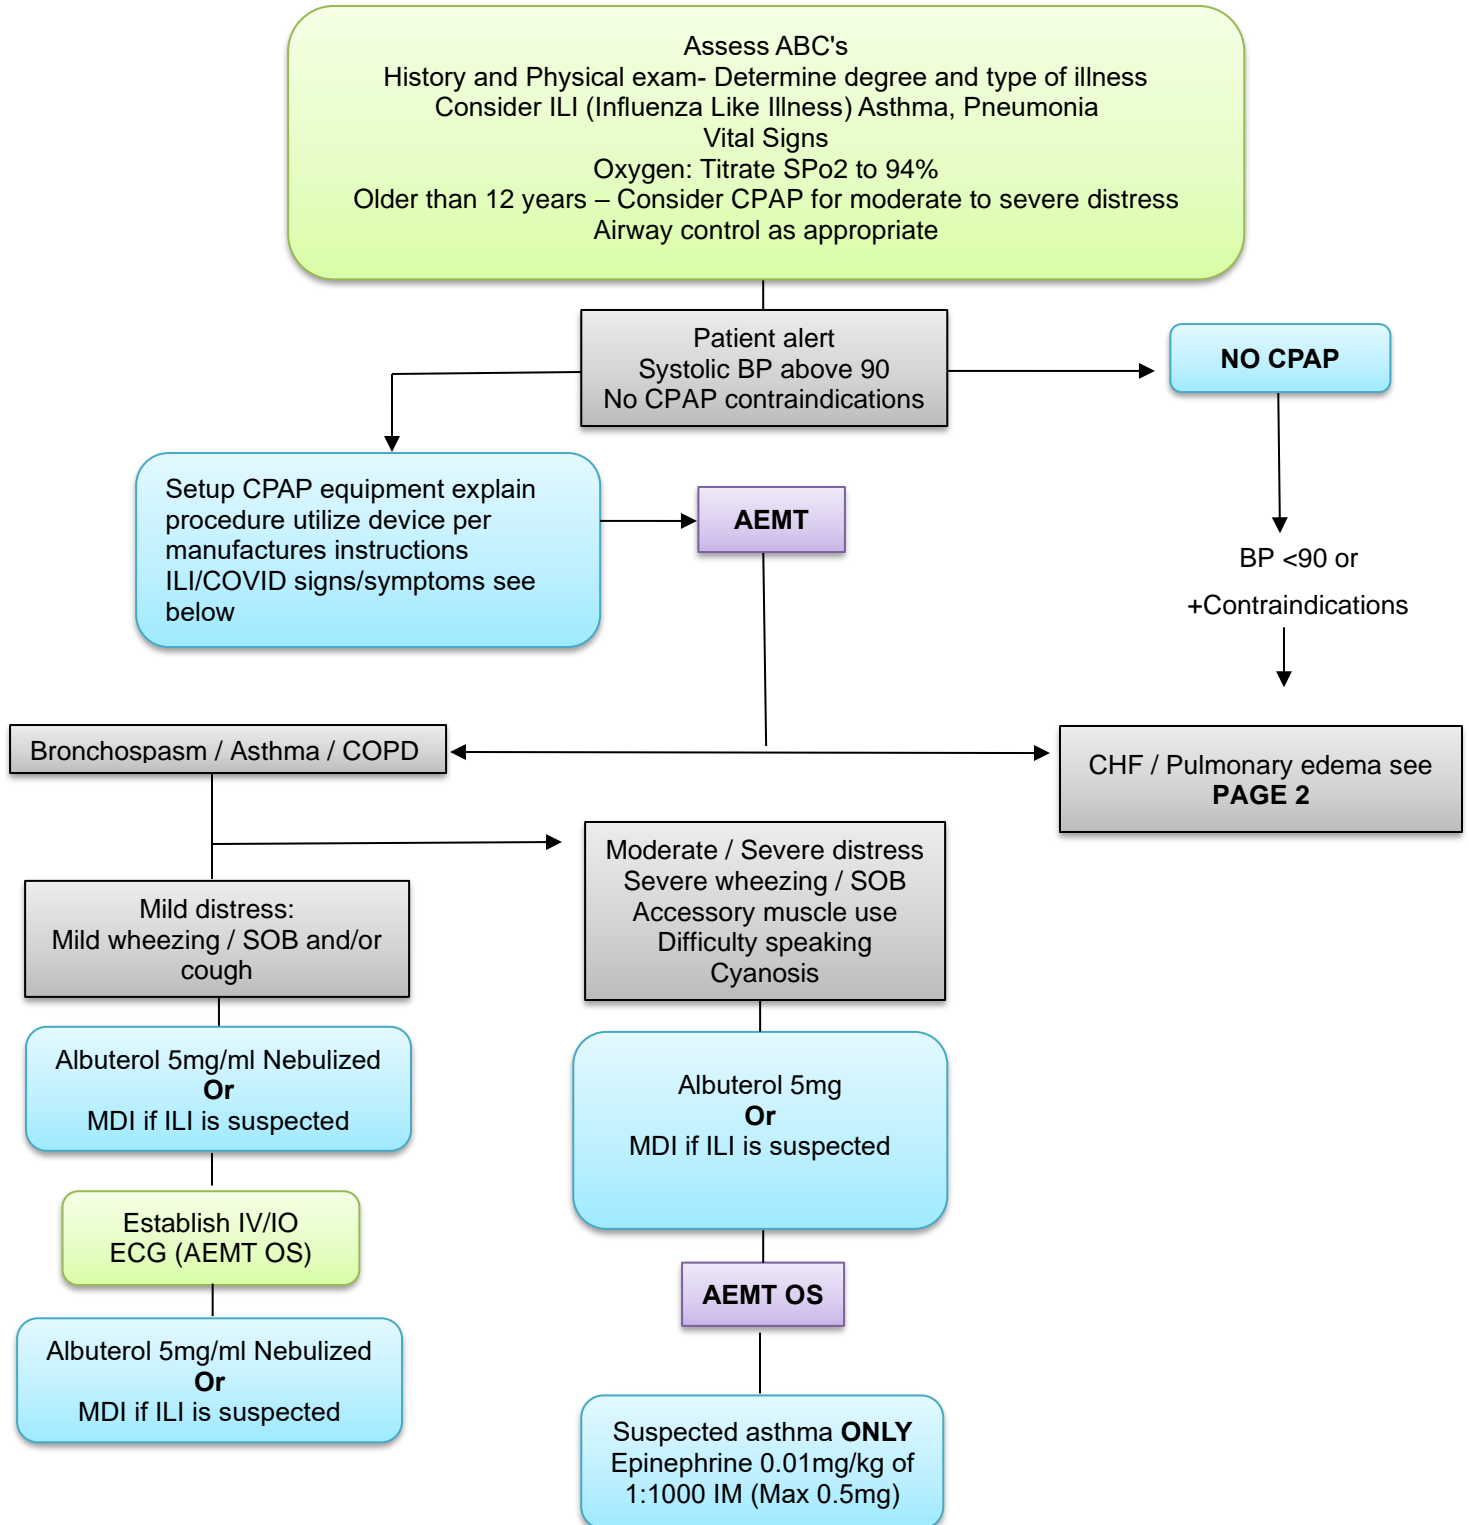 Assess ABC's
History and Physical exam- Determine degree and type of illness
Consider ILI (Influenza Like Illness) Asthma, Pneumonia
Vital Signs
Oxygen: Titrate SPo2 to 94%
Older than 12 years – Consider CPAP for moderate to severe distress
Airway control as appropriate
Patient alert
Systolic BP above 90
No CPAP contraindications
NO CPAP
Setup CPAP equipment explain
procedure utilize device per
manufactures instructions
ILI/COVID signs/symptoms see
below
AEMT
BP <90 or
+Contraindications
Bronchospasm / Asthma / COPD
CHF / Pulmonary edema see
PAGE 2
Mild distress:
Mild wheezing / SOB and/or
cough
Moderate / Severe distress
Severe wheezing / SOB
Accessory muscle use
Difficulty speaking
Cyanosis
Albuterol 5mg/ml Nebulized
Or
MDI if ILI is suspected
Albuterol 5mg
Or
MDI if ILI is suspected
Establish IV/IO
ECG (AEMT OS)
AEMT OS
Albuterol 5mg/ml Nebulized
Or
MDI if ILI is suspected
Suspected asthma ONLY
Epinephrine 0.01mg/kg of
1:1000 IM (Max 0.5mg)